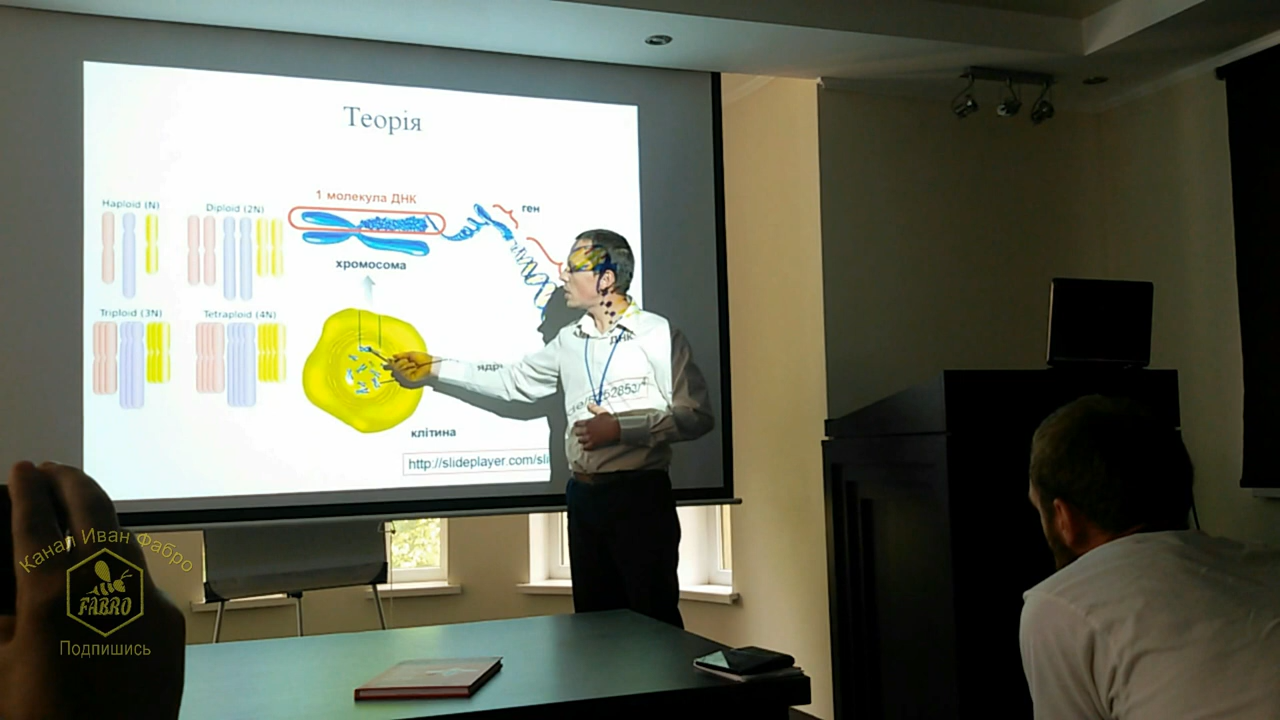 Теорія
Haploid (N)
Diploid (2N)
1 молекула ДНК
ген
хромосома
Triploid (3N)
Tetraploid (4N)
ДНК
клітина
http://slideplayer.com/sli
Канал Иван Фабро
FABRO
Подпишись